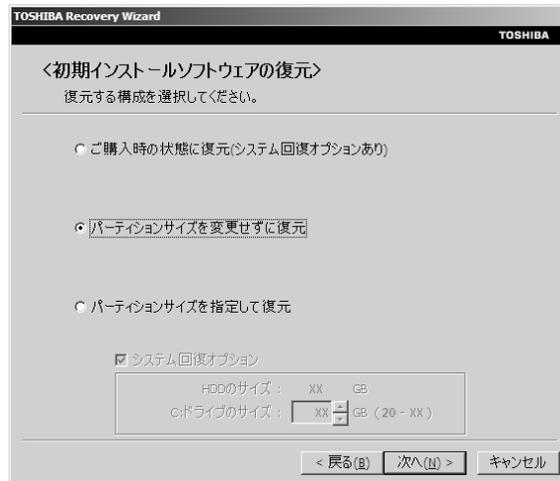 TOSHIBA Recovery Wizard
TOSHIBA
<初期インストールソフトウェアの復元>
復元する構成を選択してください。
ご購入時の状態に復元(システム回復オプションあり)
パーティションサイズを変更せずに復元
パーティションサイズを指定して復元
システム回復オプション
HDDのサイズ： XX GB
C:ドライブのサイズ： XX GB ( 20 - XX )
< 戻る(B) 次へ(N) > キャンセル